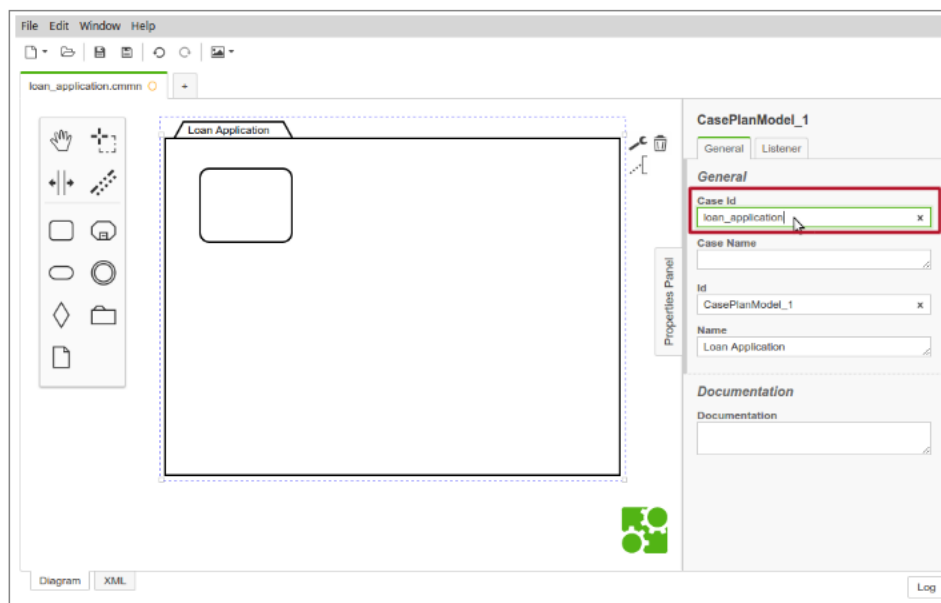 File Edit Window Help
loan_application.cmmn
+
Loan Application
Properties Panel
CasePlanModel_1
General Listener
General
Case Id
loan_application
x
Case Name
Id
CasePlanModel_1
x
Name
Loan Application
Documentation
Documentation
Diagram XML
Log